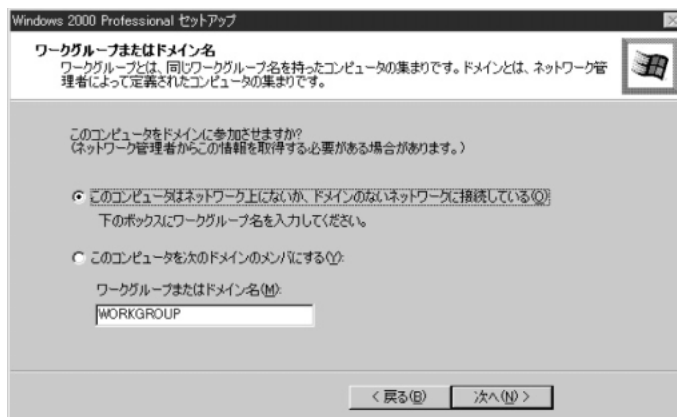 Windows 2000 Professional セットアップ
ワークグループまたはドメイン名
ワークグループとは、同じワークグループ名を持ったコンピュータの集まりです。ドメインとは、ネットワーク管
理者によって定義されたコンピュータの集まりです。
このコンピュータをドメインに参加させますか?
(ネットワーク管理者からこの情報を取得する必要がある場合があります。)
このコンピュータはネットワーク上にないか、ドメインのないネットワークに接続している(O):
下のボックスにワークグループ名を入力してください。
このコンピュータを次のドメインのメンバにする(Y):
ワークグループまたはドメイン名(M):
WORKGROUP
< 戻る(B) 次へ(N) >